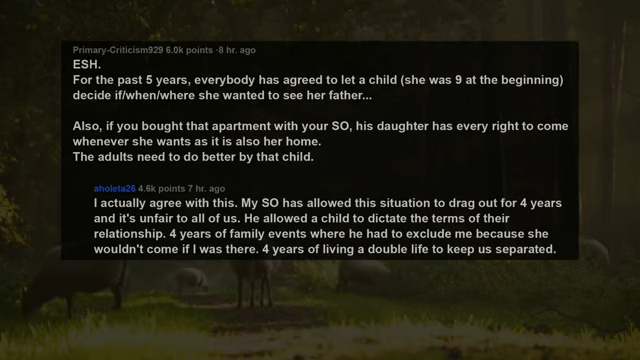 Primary-Criticism929 6.0k points ·8 hr. ago
ESH.
For the past 5 years, everybody has agreed to let a child (she was 9 at the beginning)
decide if/when/where she wanted to see her father...
Also, if you bought that apartment with your SO, his daughter has every right to come
whenever she wants as it is also her home.
The adults need to do better by that child.
aholeta26 4.6k points 7 hr. ago
I actually agree with this. My SO has allowed this situation to drag out for 4 years
and it's unfair to all of us. He allowed a child to dictate the terms of their
relationship. 4 years of family events where he had to exclude me because she
wouldn't come if I was there. 4 years of living a double life to keep us separated.